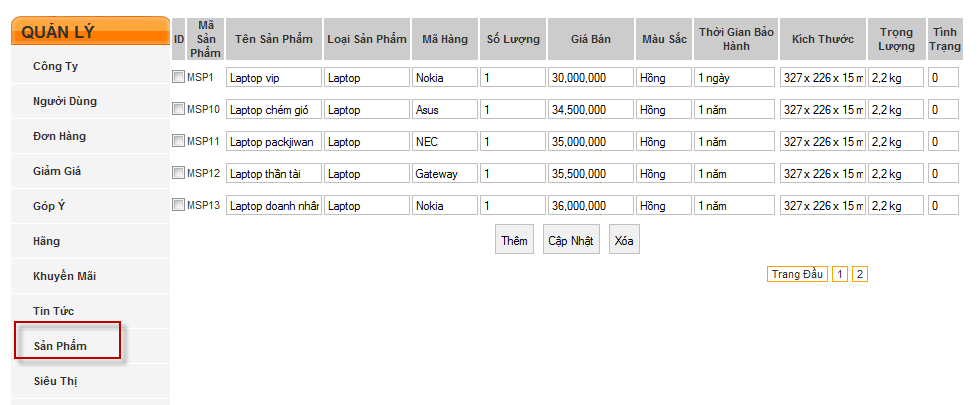 QUẢN LÝ
Công Ty
Người Dùng
Đơn Hàng
Giảm Giá
Góp Ý
Hãng
Khuyến Mãi
Tin Tức
Sản Phẩm
Siêu Thị
ID Mã Sản Phẩm Tên Sản Phẩm Loại Sản Phẩm Mã Hàng Số Lượng Giá Bán Màu Sắc Thời Gian Bảo Hành Kích Thước Trọng Lượng Tình Trạng
MSP1 Laptop vip Laptop Nokia 1 30,000,000 Hồng 1 ngày 327 x 226 x 15 m 2,2 kg 0
MSP10 Laptop chém gió Laptop Asus 1 34,500,000 Hồng 1 năm 327 x 226 x 15 m 2,2 kg 0
MSP11 Laptop packjiwan Laptop NEC 1 35,000,000 Hồng 1 năm 327 x 226 x 15 m 2,2 kg 0
MSP12 Laptop thần tài Laptop Gateway 1 35,500,000 Hồng 1 năm 327 x 226 x 15 m 2,2 kg 0
MSP13 Laptop doanh nhân Laptop Nokia 1 36,000,000 Hồng 1 năm 327 x 226 x 15 m 2,2 kg 0
Thêm Cập Nhật Xóa
Trang Đầu 1 2